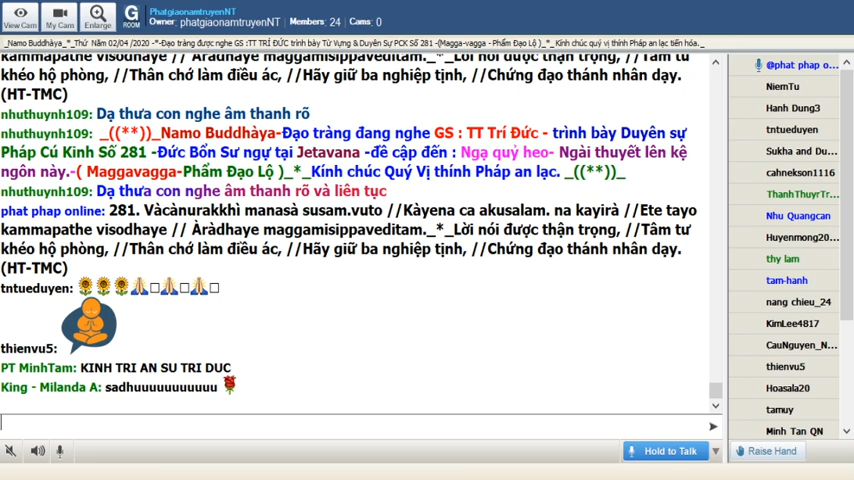 View Cam
My Cam
Enlarge
G
ROOM
PhatgiaonamtruyenNT
Owner: phatgiaonamtruyenNT | Members: 24 | Cams: 0
_Namo Buddhàya_*_Thứ Năm 02/04 /2020 -*-Đạo tràng được nghe GS :TT TRÍ ĐỨC trình bày Từ Vựng & Duyên Sự PCK Số 281 -(Magga-vagga - Phẩm Đạo Lộ )_*_Kính chúc quý vị thính Pháp an lạc tiến hóa._
kammapathe visodhaye // Àràdhaye maggamisippaveditam._*_Lời nói được thận trọng, //Tâm tư
khéo hộ phòng, //Thân chớ làm điều ác, //Hãy giữ ba nghiệp tịnh, //Chứng đạo thánh nhân dạy.
(HT-TMC)
nhuthuynh109: Dạ thưa con nghe âm thanh rõ
nhuthuynh109: _((**))_Namo Buddhàya-Đạo tràng đang nghe GS : TT Trí Đức - trình bày Duyên sự
Pháp Cú Kinh Số 281 -Đức Bổn Sư ngự tại Jetavana -đề cập đến : Ngạ quỷ heo- Ngài thuyết lên kệ
ngôn này.-( Maggavagga-Phẩm Đạo Lộ )_*_Kính chúc Quý Vị thính Pháp an lạc. _((**))_
nhuthuynh109: Dạ thưa con nghe âm thanh rõ và liên tục
phat phap online: 281. Vàcànurakkhì manasà susam.vuto //Kàyena ca akusalam. na kayirà //Ete tayo
kammapathe visodhaye // Àràdhaye maggamisippaveditam._*_Lời nói được thận trọng, //Tâm tư
khéo hộ phòng, //Thân chớ làm điều ác, //Hãy giữ ba nghiệp tịnh, //Chứng đạo thánh nhân dạy.
(HT-TMC)
tntueduyen: 🌻🌻🌻🙏□🙏□🙏□
thienvu5:
PT MinhTam: KINH TRI AN SU TRI DUC
King - Milanda A: sadhuuuuuuuuuuu 🌹
Hold to Talk
Raise Hand
@phat phap o...
NiemTu
Hanh Dung3
tntueduyen
Sukha and Du...
cahnekson1116
ThanhThuyrTr...
Nhu Quangcan
Huyenmong20...
thy lam
tam-hanh
nang chieu_24
KimLee4817
CauNguyen_N...
thienvu5
Hoasala20
tamuy
Minh Tan QN